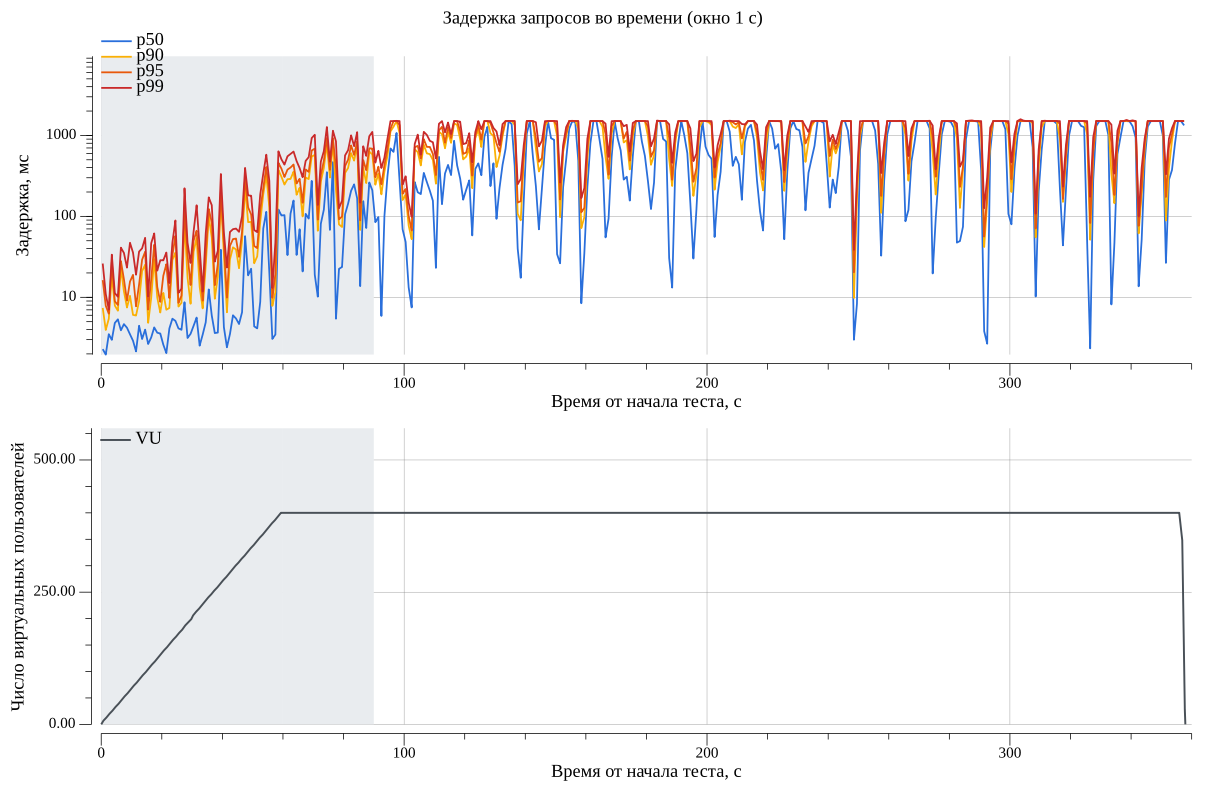 Задержка запросов во времени (окно 1 с)
p50
p90
p95
p99
1000
100
10
Задержка, мс
0 100 200 300
Время от начала теста, с
VU
500.00
250.00
0.00
Число виртуальных пользователей
0 100 200 300
Время от начала теста, с